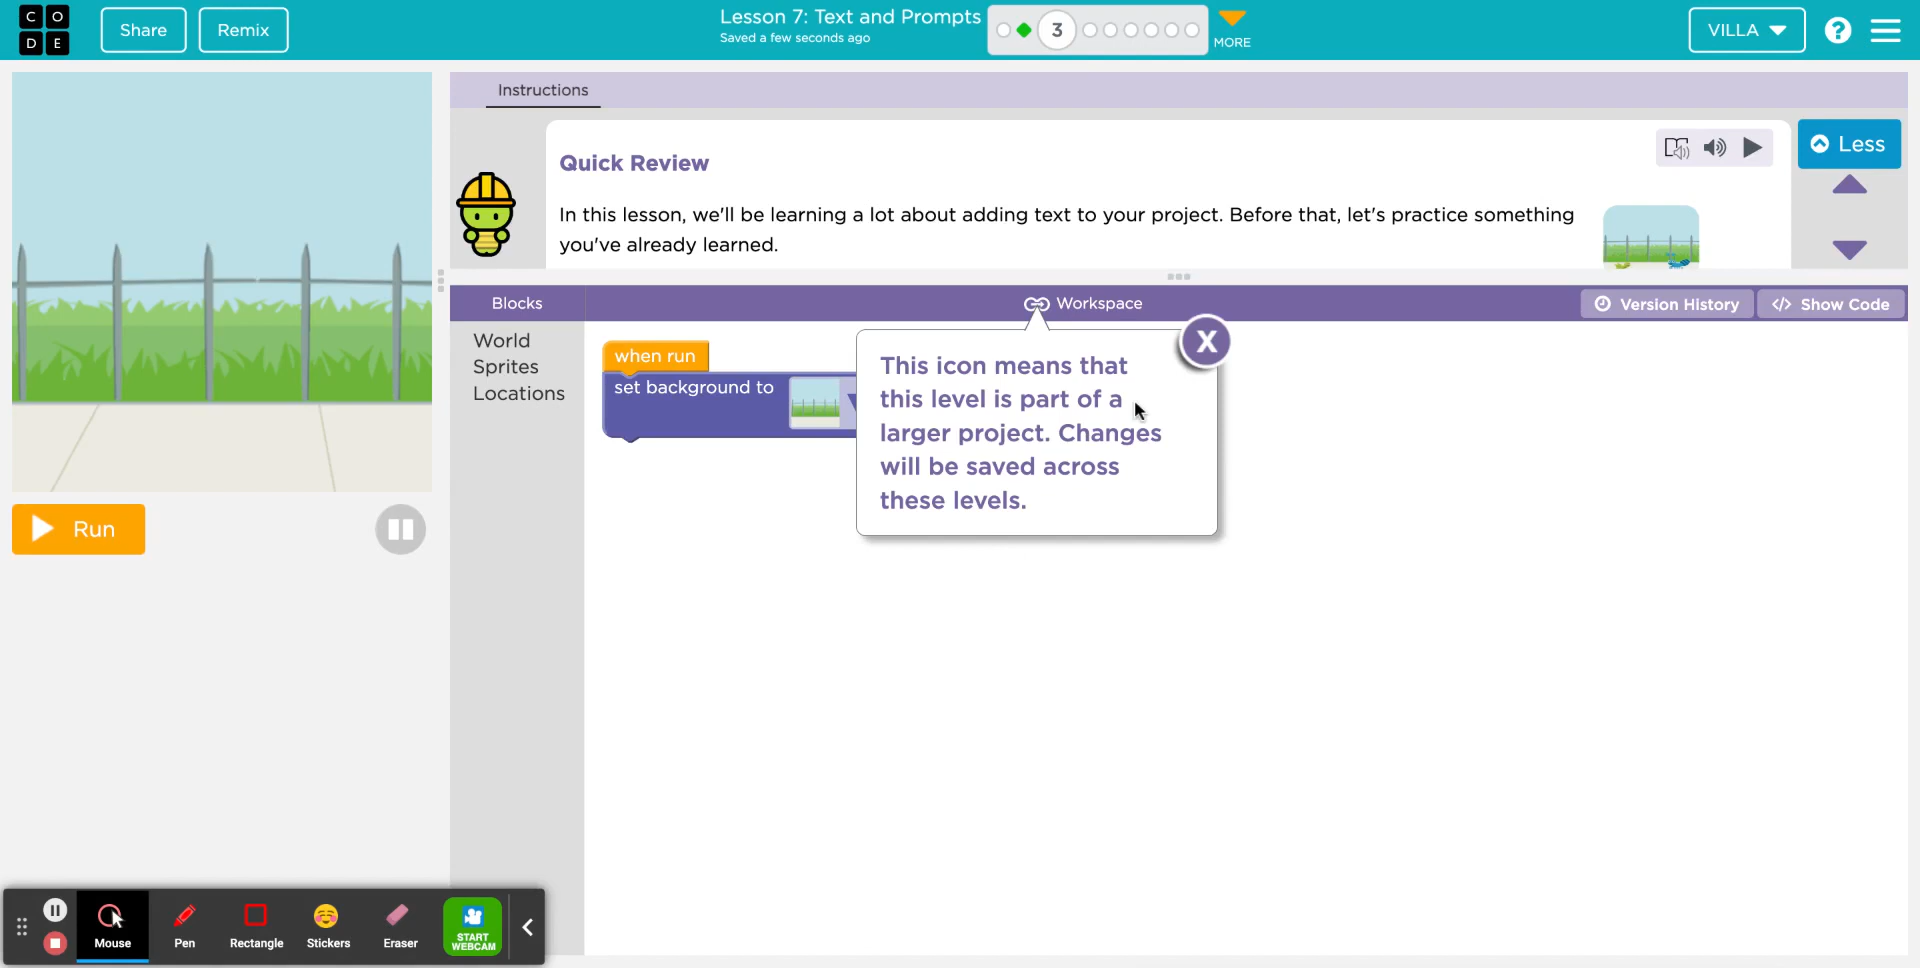 C O
D E
Share
Remix
Lesson 7: Text and Prompts
Saved a few seconds ago
3
MORE
VILLA
?
Instructions
Quick Review
In this lesson, we'll be learning a lot about adding text to your project. Before that, let's practice something
you've already learned.
Less
Blocks
Workspace
Version History
</> Show Code
World
Sprites
Locations
when run
set background to
X
This icon means that
this level is part of a
larger project. Changes
will be saved across
these levels.
Run
Mouse
Pen
Rectangle
Stickers
Eraser
START
WEBCAM